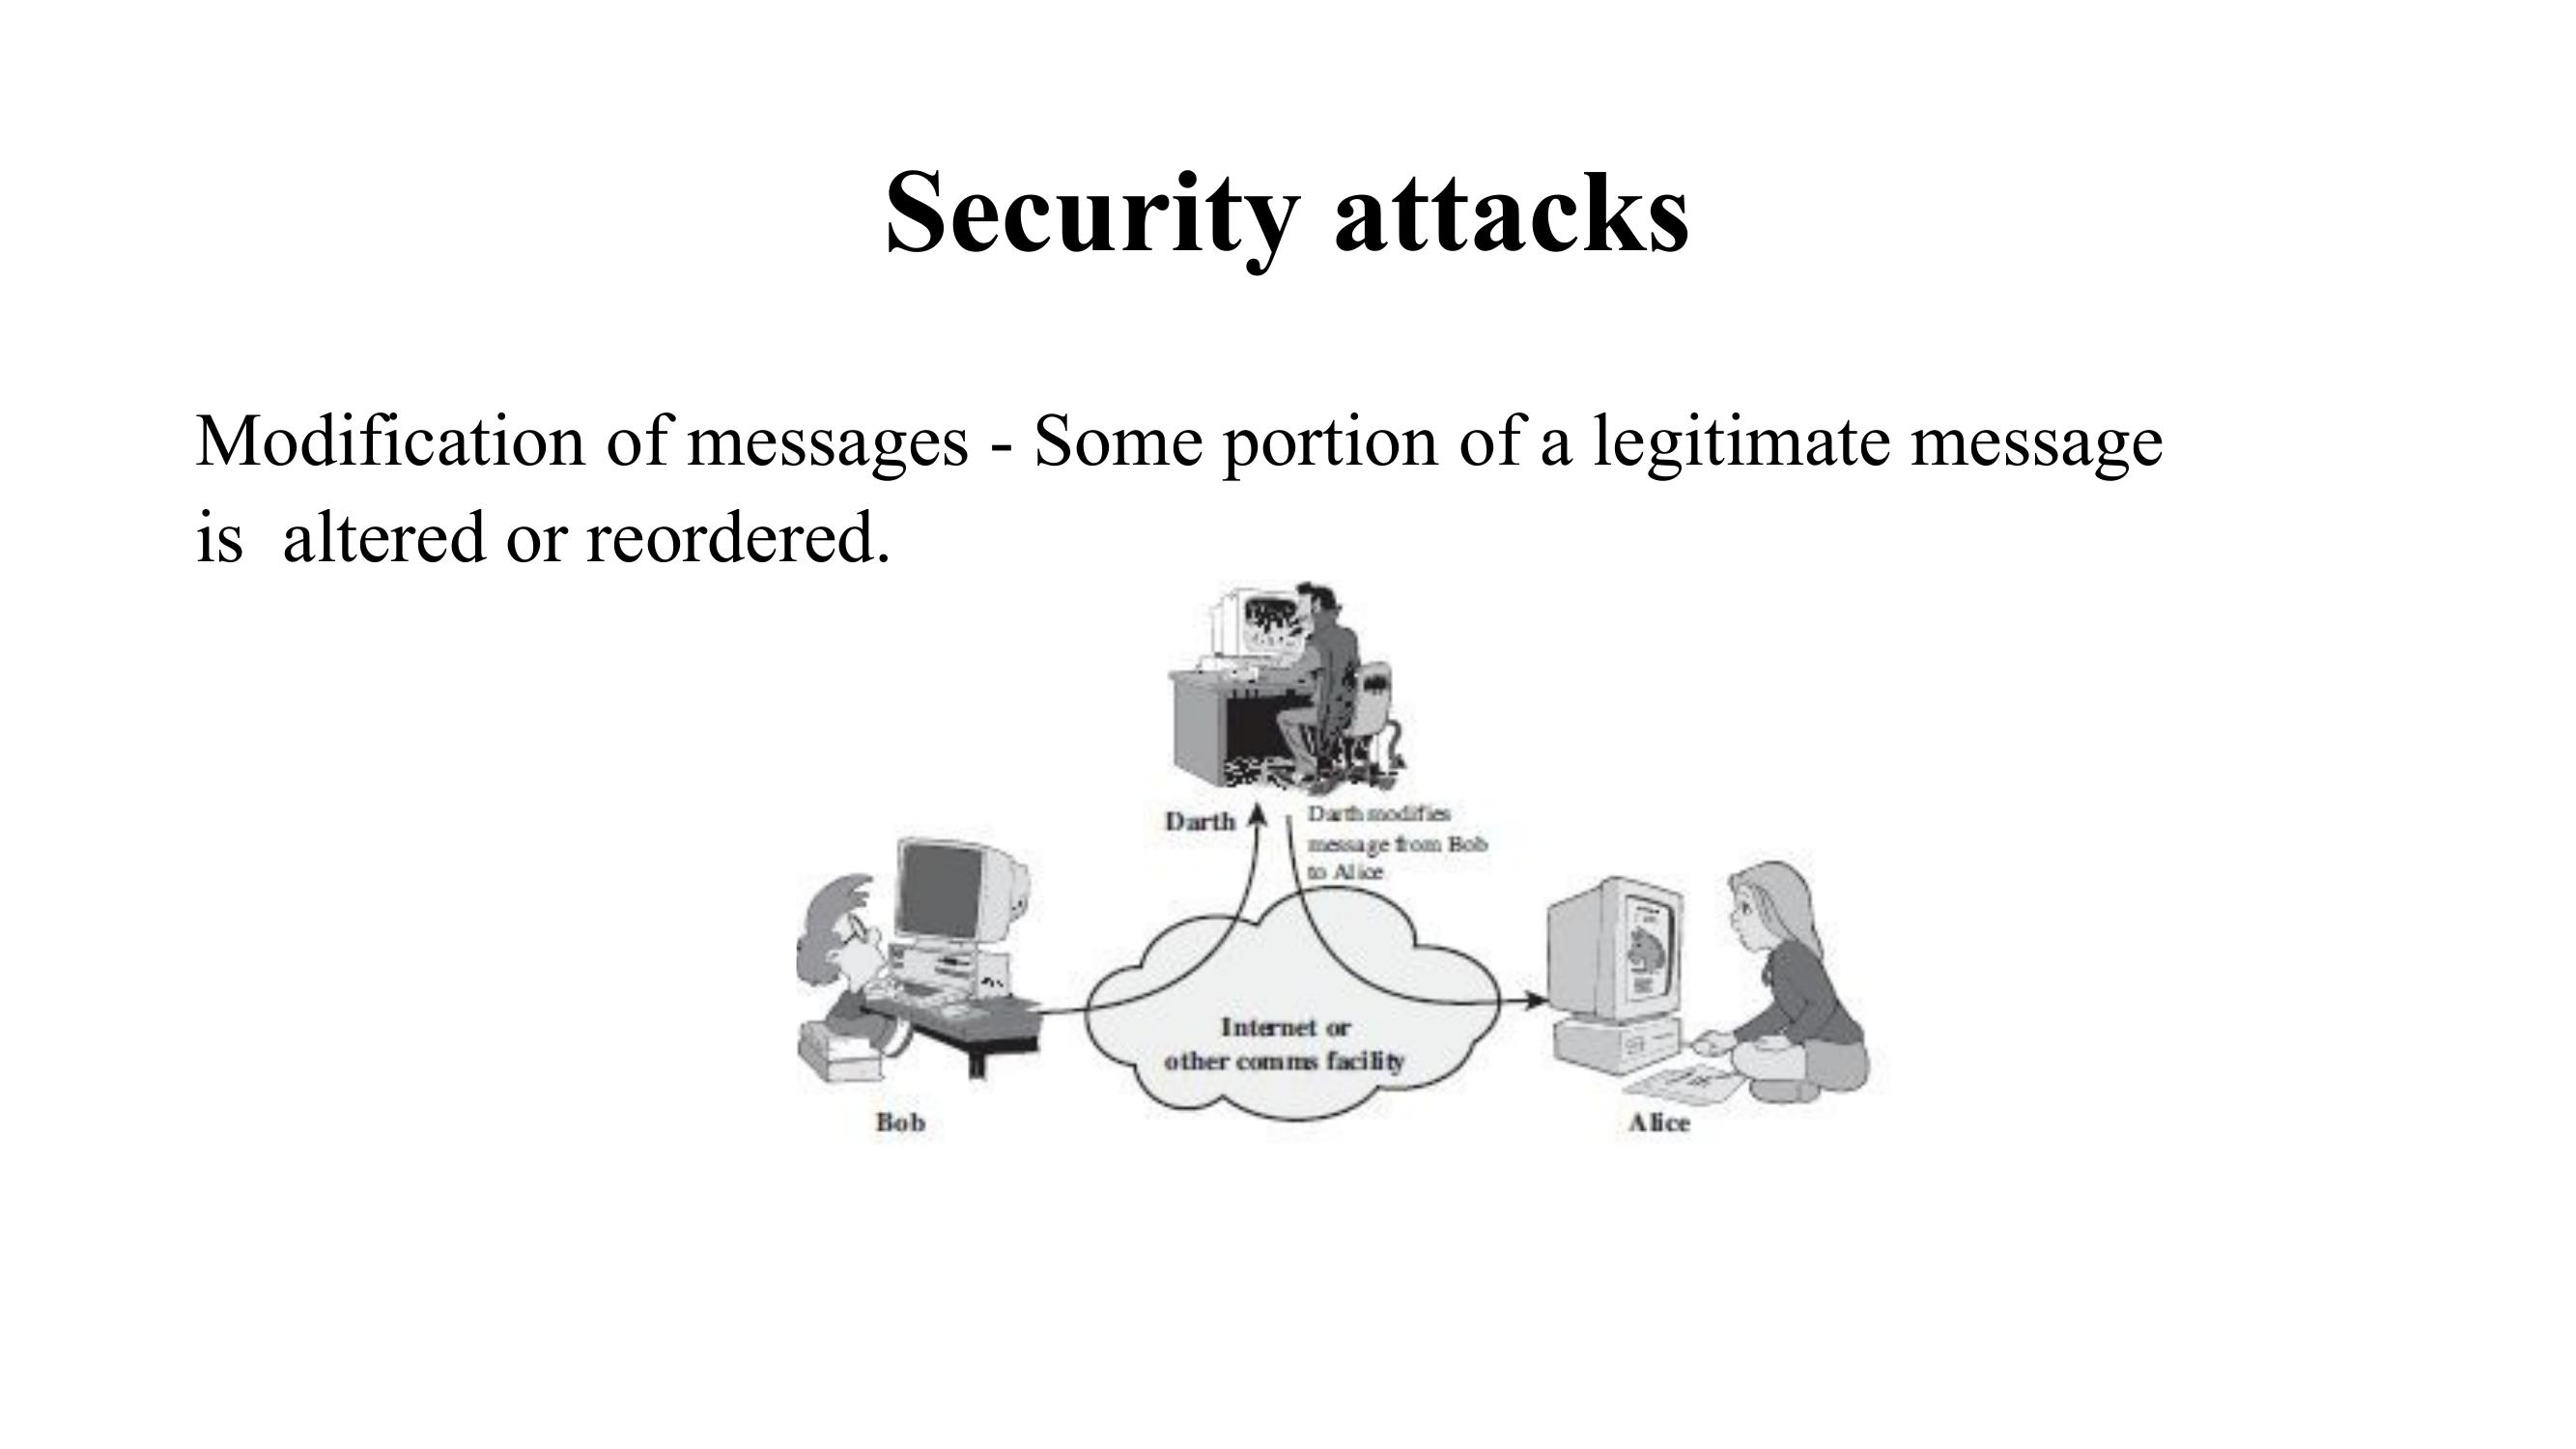 Security attacks
Modification of messages - Some portion of a legitimate message
is  altered or reordered.
Darth
Darth modifies
message from Bob
to Alice
Internet or
other comms facility
Bob
Alice